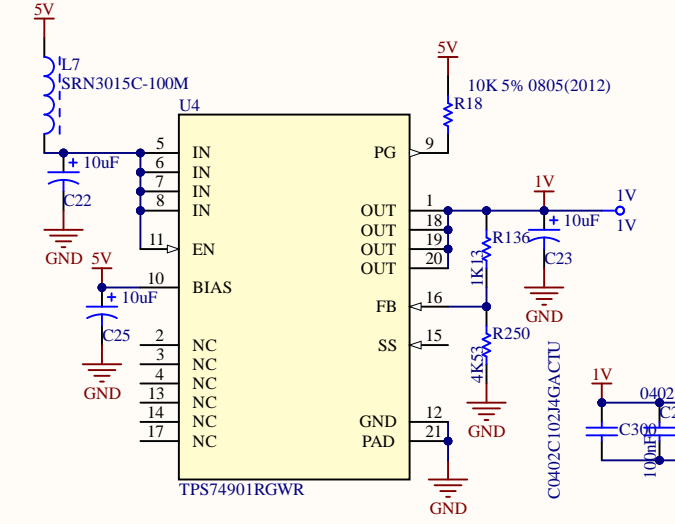 5V
L7
SRN3015C-100M
10uF
C22
GND
5V
10uF
C25
GND
U4
5 IN
6 IN
7 IN
8 IN
11 EN
10 BIAS
2 NC
3 NC
4 NC
13 NC
14 NC
17 NC
PG 9
OUT 1
OUT 18
OUT 19
OUT 20
FB 16
SS 15
GND 12
PAD 21
TPS74901RGWR
5V
10K 5% 0805(2012)
R18
R136
1K13
R250
4K53
GND
GND
1V
10uF
C23
GND
1V
1V
C0402C102J4GACTU
1V
0402
C300
100nF